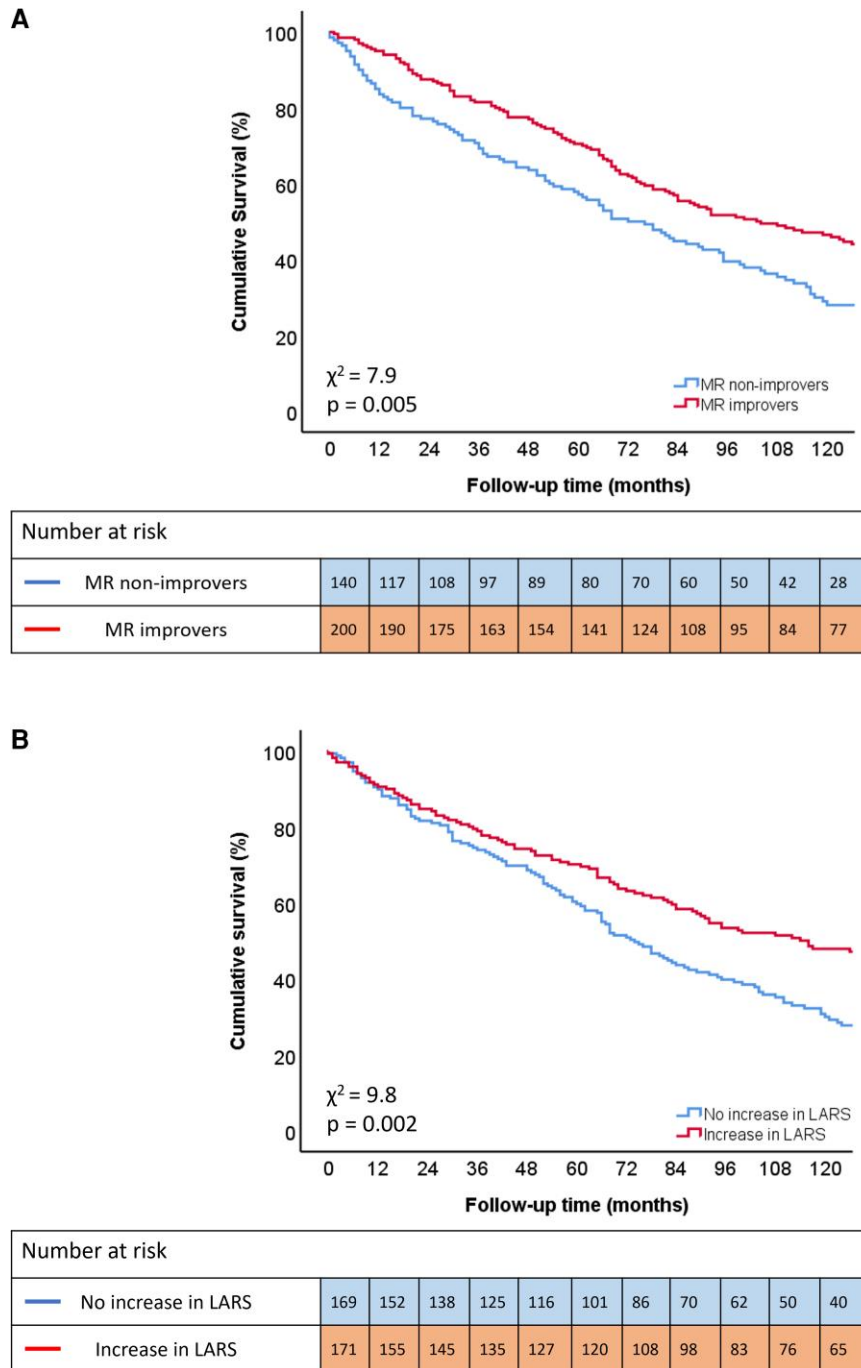 A
100
80
60
40
20
0
Cumulative Survival (%)
χ² = 7.9
p = 0.005
MR non-improvers
MR improvers
0 12 24 36 48 60 72 84 96 108 120
Follow-up time (months)
Number at risk
MR non-improvers 140 117 108 97 89 80 70 60 50 42 28
MR improvers 200 190 175 163 154 141 124 108 95 84 77
B
100
80
60
40
20
0
Cumulative survival (%)
χ² = 9.8
p = 0.002
No increase in LARS
Increase in LARS
0 12 24 36 48 60 72 84 96 108 120
Follow-up time (months)
Number at risk
No increase in LARS 169 152 138 125 116 101 86 70 62 50 40
Increase in LARS 171 155 145 135 127 120 108 98 83 76 65